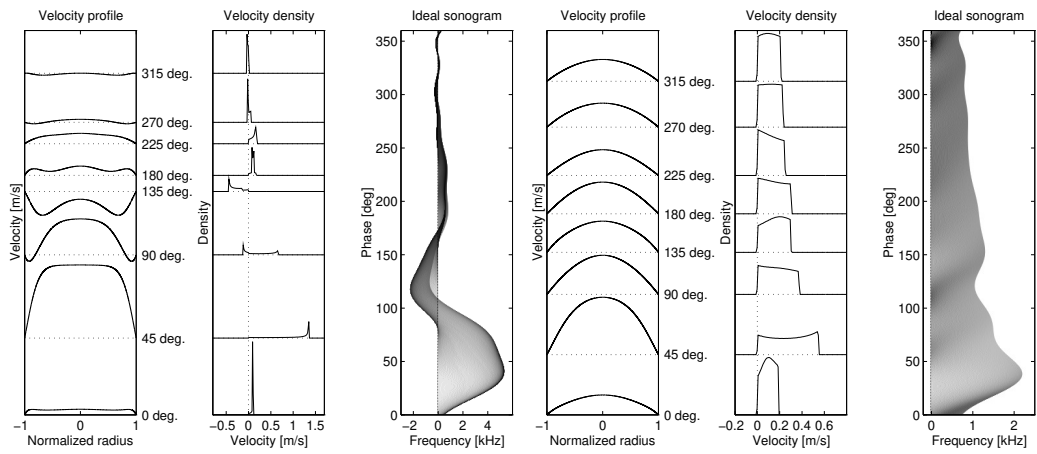 Velocity profile
Velocity [m/s]
315 deg.
270 deg.
225 deg.
180 deg.
135 deg.
90 deg.
45 deg.
0 deg.
−1 0 1
Normalized radius
Velocity density
Density
−0.5 0 0.5 1 1.5
Velocity [m/s]
Ideal sonogram
Phase [deg]
350
300
250
200
150
100
50
0
−2 0 2 4
Frequency [kHz]
Velocity profile
Velocity [m/s]
315 deg.
270 deg.
225 deg.
180 deg.
135 deg.
90 deg.
45 deg.
0 deg.
−1 0 1
Normalized radius
Velocity density
Density
−0.2 0 0.2 0.4 0.6
Velocity [m/s]
Ideal sonogram
Phase [deg]
350
300
250
200
150
100
50
0
0 1 2
Frequency [kHz]